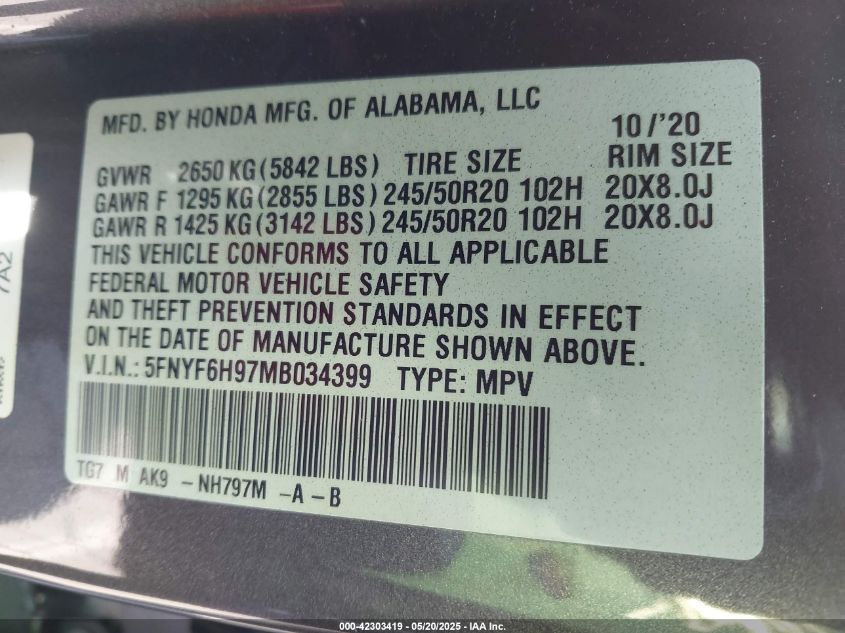 MFD. BY HONDA MFG. OF ALABAMA, LLC
10/'20
GVWR 2650 KG (5842 LBS) TIRE SIZE RIM SIZE
GAWR F 1295 KG (2855 LBS) 245/50R20 102H 20X8.0J
GAWR R 1425 KG (3142 LBS) 245/50R20 102H 20X8.0J
THIS VEHICLE CONFORMS TO ALL APPLICABLE
FEDERAL MOTOR VEHICLE SAFETY
AND THEFT PREVENTION STANDARDS IN EFFECT
ON THE DATE OF MANUFACTURE SHOWN ABOVE.
V.I.N.: 5FNYF6H97MB034399 TYPE: MPV
TG7 M AK9 -NH797M -A-B
7A2
000-42303419 - 05/20/2025 - IAA Inc.